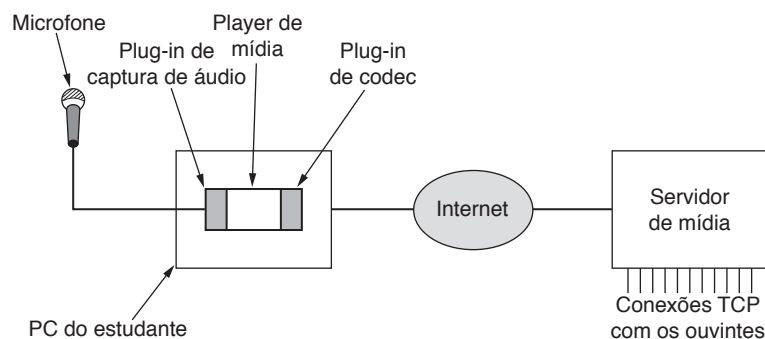 Microfone
Player de
mídia
Plug-in de
captura de áudio
Plug-in
de codec
Internet
Servidor
de mídia
PC do estudante
Conexões TCP
com os ouvintes